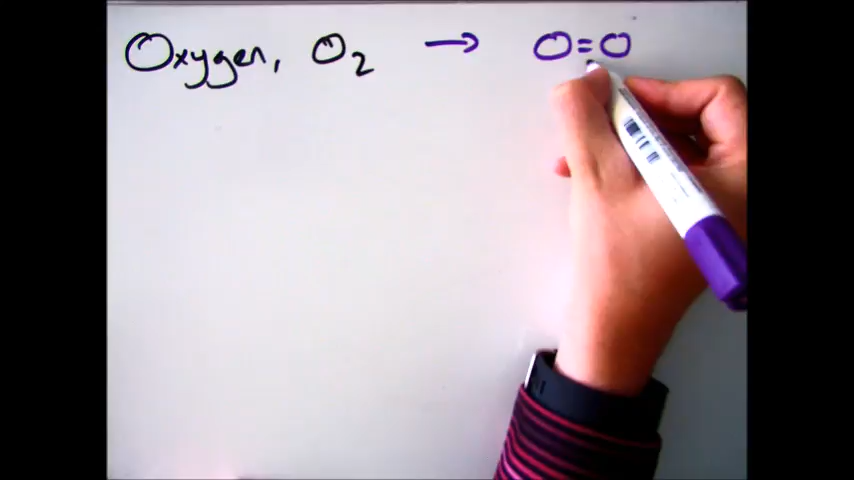 Oxygen, O₂ → O=O